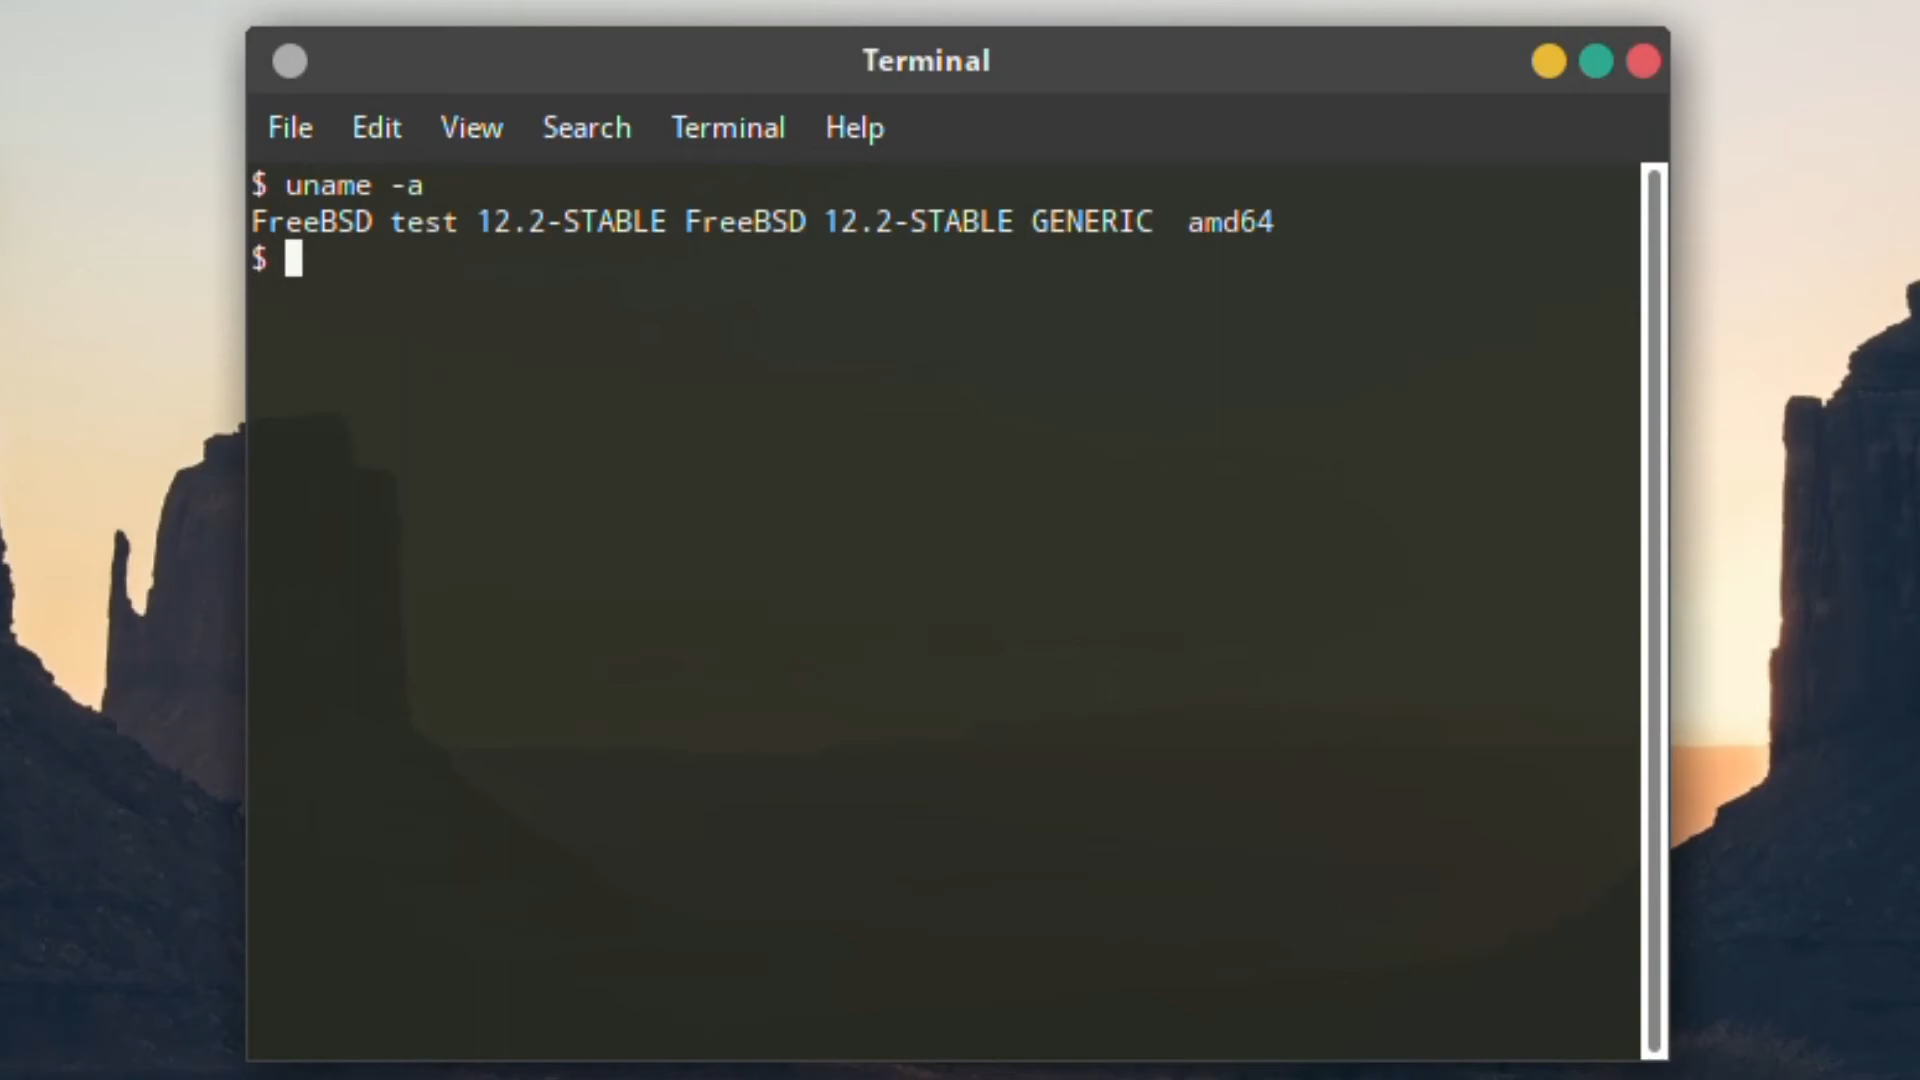 Terminal
File Edit View Search Terminal Help
$ uname -a
FreeBSD test 12.2-STABLE FreeBSD 12.2-STABLE GENERIC  amd64
$